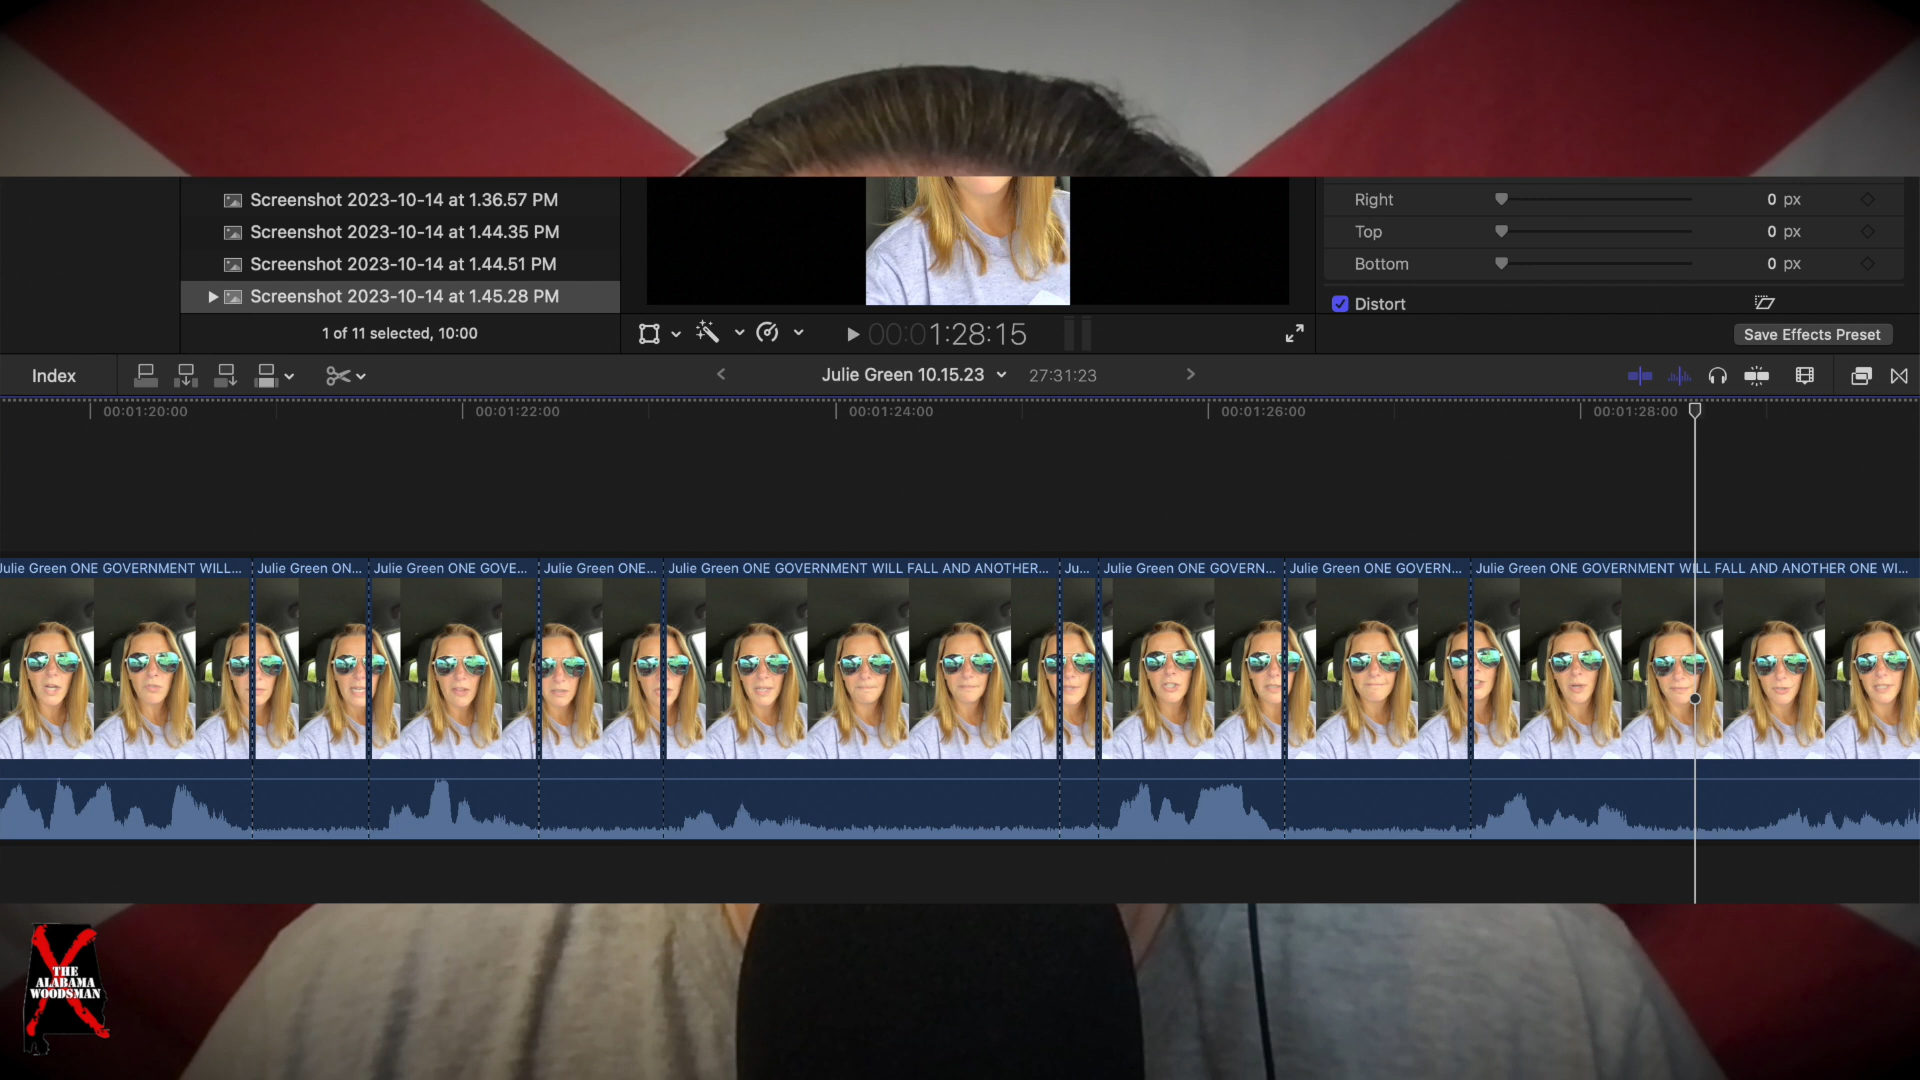 Screenshot 2023-10-14 at 1.36.57 PM
Screenshot 2023-10-14 at 1.44.35 PM
Screenshot 2023-10-14 at 1.44.51 PM
Screenshot 2023-10-14 at 1.45.28 PM
1 of 11 selected, 10:00
00:01:28:15
Right 0 px
Top 0 px
Bottom 0 px
Distort
Save Effects Preset
Index
Julie Green 10.15.23 27:31:23
00:01:20:00 00:01:22:00 00:01:24:00 00:01:26:00 00:01:28:00
Julie Green ONE GOVERNMENT WILL... Julie Green ON... Julie Green ONE GOVE... Julie Green ONE... Julie Green ONE GOVERNMENT WILL FALL AND ANOTHER... Ju... Julie Green ONE GOVERN... Julie Green ONE GOVERN... Julie Green ONE GOVERNMENT WILL FALL AND ANOTHER ONE WI...
THE
ALABAMA
WOODSMAN